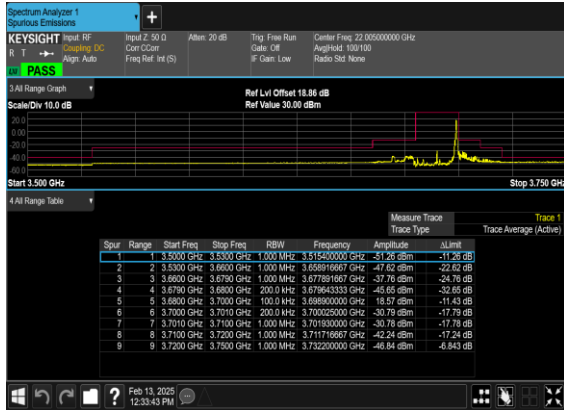 Spectrum Analyzer 1
Spurious Emissions
KEYSIGHT Input: RF Input Z: 50 Ω Atten: 20 dB Trig: Free Run Center Freq: 22.005000000 GHz
R T Coupling: DC Corr CCorr Gate: Off Avg|Hold: 100/100
Align: Auto Freq Ref: Int (S) IF Gain: Low Radio Std: None
PASS
3 All Range Graph Ref Lvl Offset 18.86 dB
Scale/Div 10.0 dB Ref Value 30.00 dBm
20.0
0.00
-20.0
-40.0
-60.0
Start 3.500 GHz Stop 3.750 GHz
4 All Range Table
Measure Trace Trace 1
Trace Type Trace Average (Active)
Spur Range Start Freq Stop Freq RBW Frequency Amplitude ΔLimit
1 1 3.5000 GHz 3.5300 GHz 1.000 MHz 3.515400000 GHz -51.26 dBm -11.26 dB
2 2 3.5300 GHz 3.6600 GHz 1.000 MHz 3.658916667 GHz -47.62 dBm -22.62 dB
3 3 3.6600 GHz 3.6790 GHz 1.000 MHz 3.677891667 GHz -37.76 dBm -24.76 dB
4 4 3.6790 GHz 3.6800 GHz 200.0 kHz 3.679643333 GHz -45.65 dBm -32.65 dB
5 5 3.6800 GHz 3.7000 GHz 100.0 kHz 3.698900000 GHz 18.57 dBm -11.43 dB
6 6 3.7000 GHz 3.7010 GHz 200.0 kHz 3.700025000 GHz -30.79 dBm -17.79 dB
7 7 3.7010 GHz 3.7100 GHz 1.000 MHz 3.701930000 GHz -30.78 dBm -17.78 dB
8 8 3.7100 GHz 3.7200 GHz 1.000 MHz 3.711716667 GHz -42.24 dBm -17.24 dB
9 9 3.7200 GHz 3.7500 GHz 1.000 MHz 3.732200000 GHz -46.84 dBm -6.843 dB
? Feb 13, 2025
12:33:43 PM